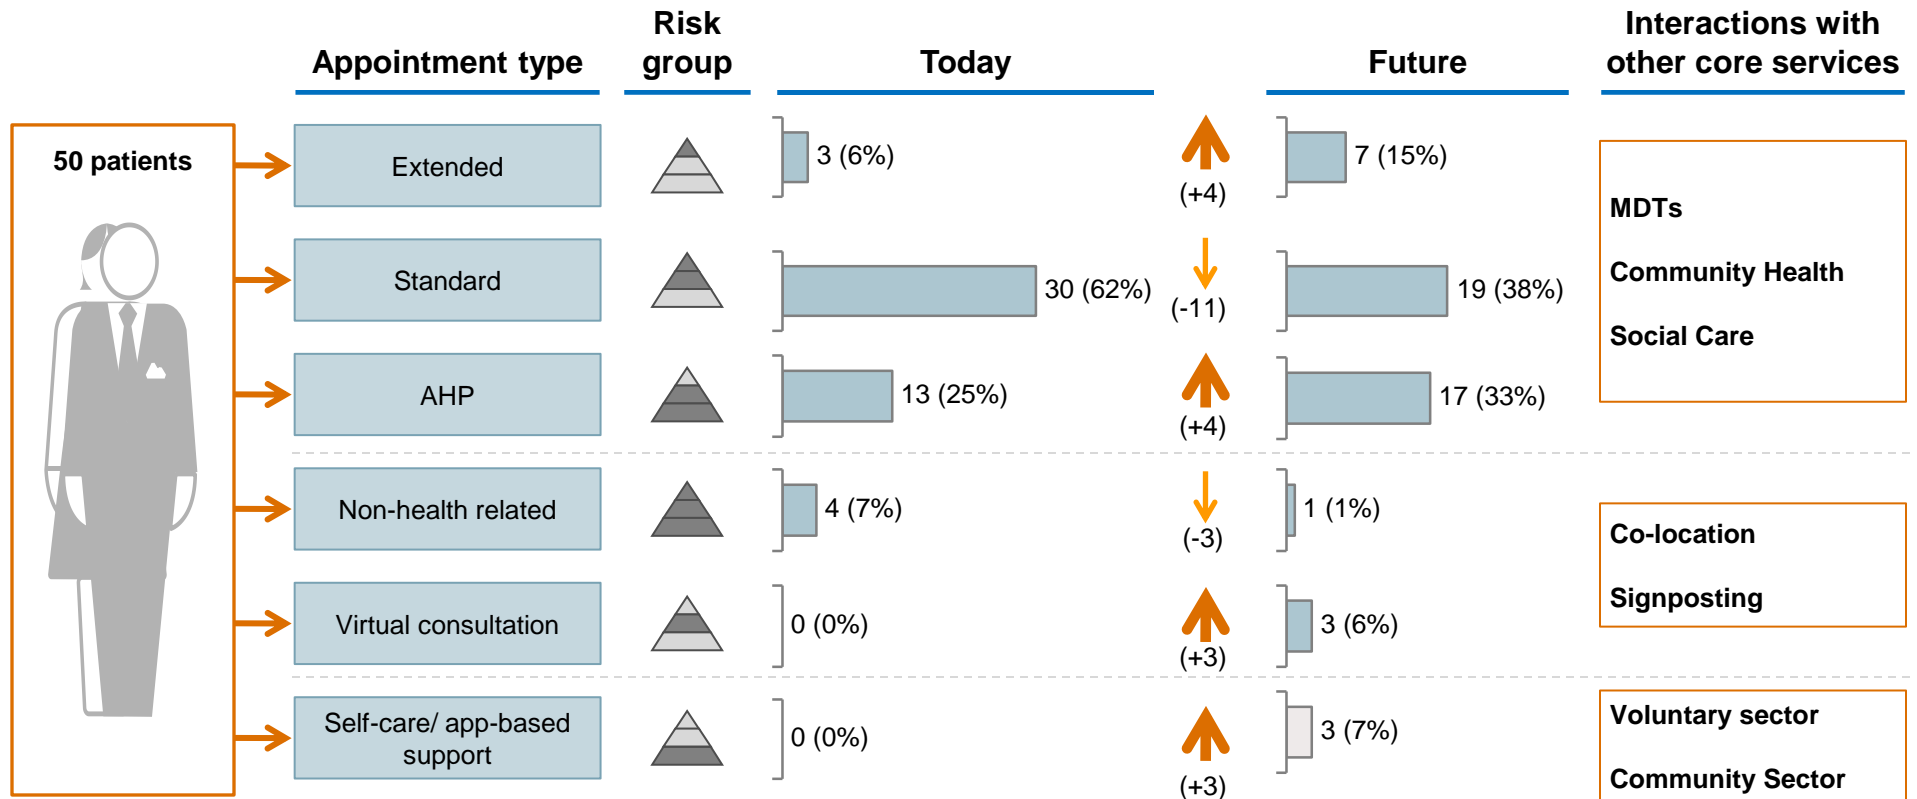 Appointment type
Risk
group
Today
Future
Interactions with
other core services
50 patients
Extended
3 (6%)
(+4)
7 (15%)
Standard
30 (62%)
(-11)
19 (38%)
AHP
13 (25%)
(+4)
17 (33%)
MDTs
Community Health
Social Care
Non-health related
4 (7%)
(-3)
1 (1%)
Virtual consultation
0 (0%)
(+3)
3 (6%)
Co-location
Signposting
Self-care/ app-based
support
0 (0%)
(+3)
3 (7%)
Voluntary sector
Community Sector